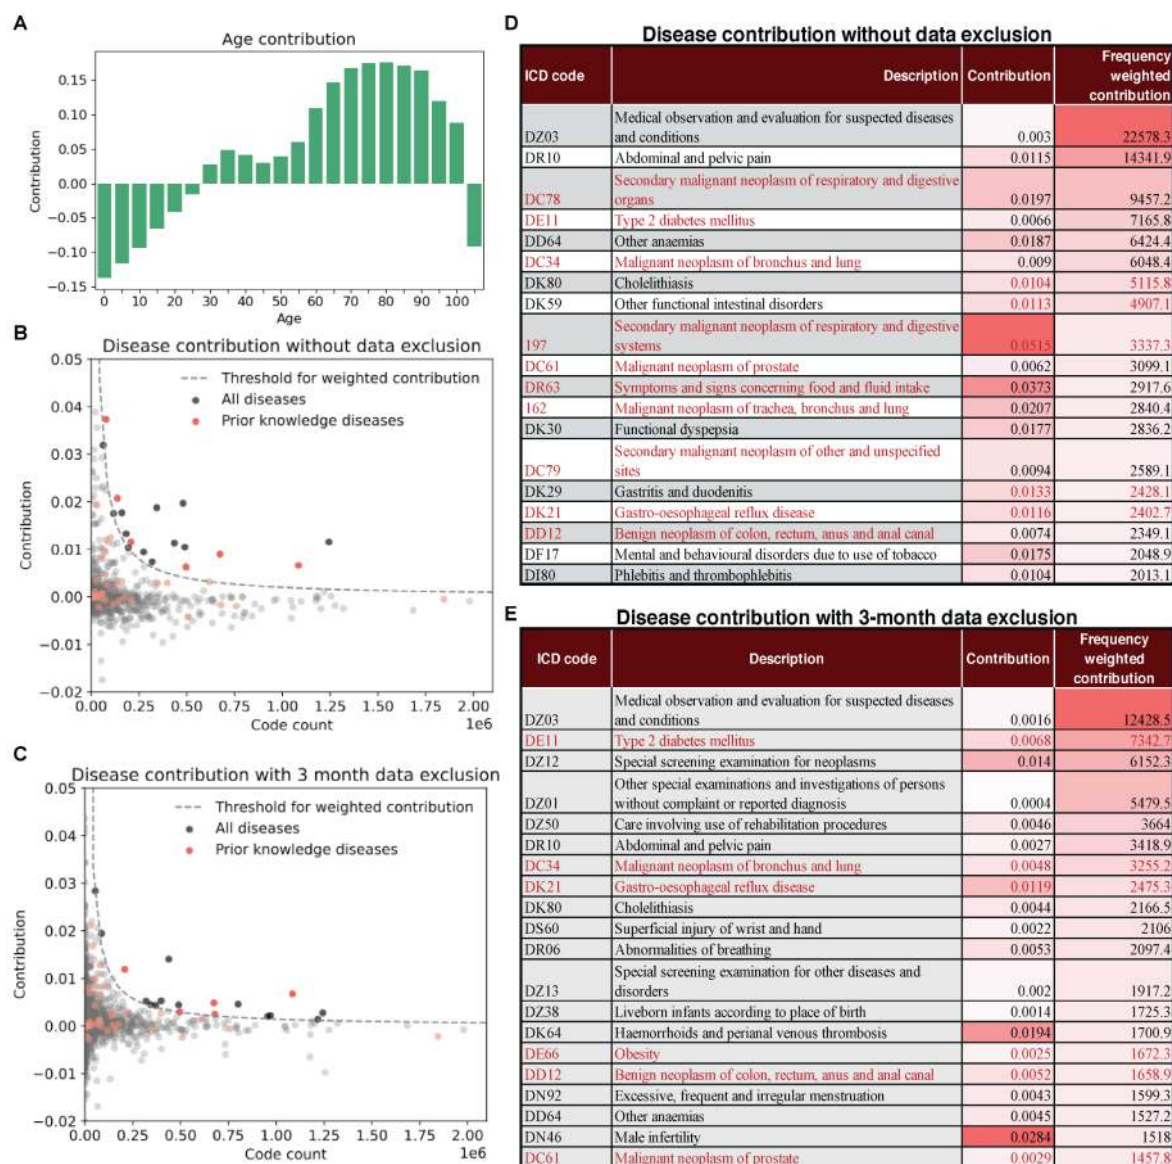 A
Age contribution
0.15
0.10
0.05
0.00
−0.05
−0.10
−0.15
Contribution
0 10 20 30 40 50 60 70 80 90 100
Age
B
Disease contribution without data exclusion
0.05
0.04
0.03
0.02
0.01
0.00
−0.01
−0.02
Contribution
Threshold for weighted contribution
All diseases
Prior knowledge diseases
0.00 0.25 0.50 0.75 1.00 1.25 1.50 1.75 2.00
Code count 1e6
C
Disease contribution with 3 month data exclusion
0.05
0.04
0.03
0.02
0.01
0.00
−0.01
−0.02
Contribution
Threshold for weighted contribution
All diseases
Prior knowledge diseases
0.00 0.25 0.50 0.75 1.00 1.25 1.50 1.75 2.00
Code count 1e6
D
Disease contribution without data exclusion
Frequency
ICD code Description Contribution weighted
contribution
Medical observation and evaluation for suspected diseases
DZ03 and conditions 0.003 22578.3
DR10 Abdominal and pelvic pain 0.0115 14341.9
Secondary malignant neoplasm of respiratory and digestive
DC78 organs 0.0197 9457.2
DE11 Type 2 diabetes mellitus 0.0066 7165.8
DD64 Other anaemias 0.0187 6424.4
DC34 Malignant neoplasm of bronchus and lung 0.009 6048.4
DK80 Cholelithiasis 0.0104 5115.8
DK59 Other functional intestinal disorders 0.0113 4907.1
Secondary malignant neoplasm of respiratory and digestive
197 systems 0.0515 3337.3
DC61 Malignant neoplasm of prostate 0.0062 3099.1
DR63 Symptoms and signs concerning food and fluid intake 0.0373 2917.6
162 Malignant neoplasm of trachea, bronchus and lung 0.0207 2840.4
DK30 Functional dyspepsia 0.0177 2836.2
Secondary malignant neoplasm of other and unspecified
DC79 sites 0.0094 2589.1
DK29 Gastritis and duodenitis 0.0133 2428.1
DK21 Gastro-oesophageal reflux disease 0.0116 2402.7
DD12 Benign neoplasm of colon, rectum, anus and anal canal 0.0074 2349.1
DF17 Mental and behavioural disorders due to use of tobacco 0.0175 2048.9
DI80 Phlebitis and thrombophlebitis 0.0104 2013.1
E
Disease contribution with 3-month data exclusion
Frequency
ICD code Description Contribution weighted
contribution
Medical observation and evaluation for suspected diseases
DZ03 and conditions 0.0016 12428.5
DE11 Type 2 diabetes mellitus 0.0068 7342.7
DZ12 Special screening examination for neoplasms 0.014 6152.3
Other special examinations and investigations of persons
DZ01 without complaint or reported diagnosis 0.0004 5479.5
DZ50 Care involving use of rehabilitation procedures 0.0046 3664
DR10 Abdominal and pelvic pain 0.0027 3418.9
DC34 Malignant neoplasm of bronchus and lung 0.0048 3255.2
DK21 Gastro-oesophageal reflux disease 0.0119 2475.3
DK80 Cholelithiasis 0.0044 2166.5
DS60 Superficial injury of wrist and hand 0.0022 2106
DR06 Abnormalities of breathing 0.0053 2097.4
Special screening examination for other diseases and
DZ13 disorders 0.002 1917.2
DZ38 Liveborn infants according to place of birth 0.0014 1725.3
DK64 Haemorrhoids and perianal venous thrombosis 0.0194 1700.9
DE66 Obesity 0.0025 1672.3
DD12 Benign neoplasm of colon, rectum, anus and anal canal 0.0052 1658.9
DN92 Excessive, frequent and irregular menstruation 0.0043 1599.3
DD64 Other anaemias 0.0045 1527.2
DN46 Male infertility 0.0284 1518
DC61 Malignant neoplasm of prostate 0.0029 1457.8